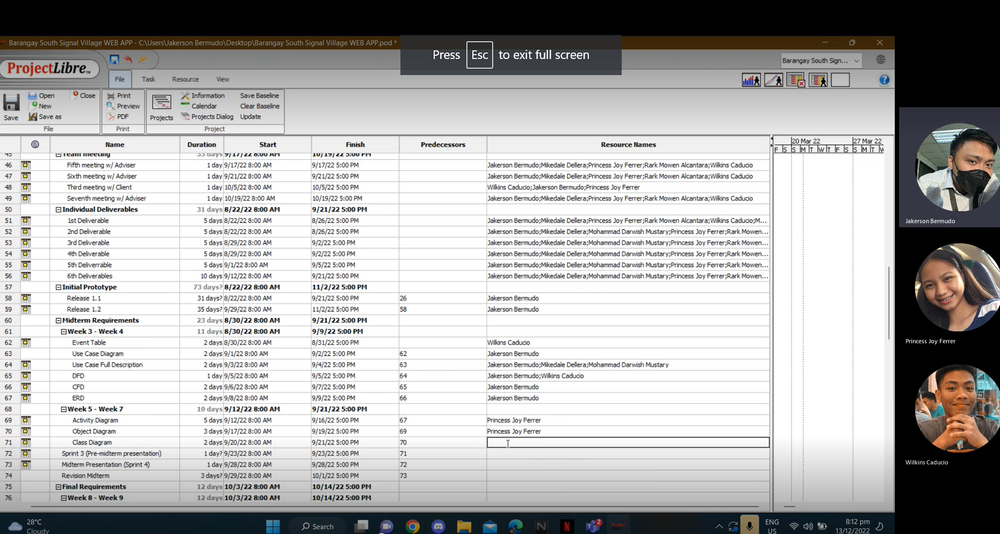 Press Esc to exit full screen
Barangay South Signal Village WEB APP - C:\Users\Jakerson Bermudo\Desktop\Barangay South Signal Village WEB APP.pod *
ProjectLibre™
Barangay South Sign...
File Task Resource View
Save
Open
New
Save as
Close
File
Print
Preview
PDF
Print
Projects
Information
Calendar
Projects Dialog
Save Baseline
Clear Baseline
Update
Project
Name Duration Start Finish Predecessors Resource Names
20 Mar 22 27 Mar 22
F S S M T W T F S S M T W
45 Team meeting 33 days 9/17/22 8:00 AM 10/19/22 5:00 PM
46 Fifth meeting w/ Adviser 1 day 9/17/22 8:00 AM 9/17/22 5:00 PM Jakerson Bermudo;Mikedale Dellera;Princess Joy Ferrer;Rark Mowen Alcantara;Wilkins Caducio
47 Sixth meeting w/ Adviser 1 day 9/21/22 8:00 AM 9/21/22 5:00 PM Jakerson Bermudo;Mikedale Dellera;Princess Joy Ferrer;Rark Mowen Alcantara;Wilkins Caducio
48 Third meeting w/ Client 1 day 10/5/22 8:00 AM 10/5/22 5:00 PM Wilkins Caducio;Jakerson Bermudo;Princess Joy Ferrer
49 Seventh meeting w/ Adviser 1 day 10/19/22 8:00 AM 10/19/22 5:00 PM Jakerson Bermudo;Mikedale Dellera;Princess Joy Ferrer;Rark Mowen Alcantara;Wilkins Caducio
50 Individual Deliverables 31 days 8/22/22 8:00 AM 9/21/22 5:00 PM
51 1st Deliverable 5 days 8/22/22 8:00 AM 8/26/22 5:00 PM Jakerson Bermudo;Mikedale Dellera;Princess Joy Ferrer;Rark Mowen Alcantara;Wilkins Caducio;M...
52 2nd Deliverable 5 days 8/22/22 8:00 AM 8/26/22 5:00 PM Jakerson Bermudo;Mikedale Dellera;Mohammad Darwish Mustary;Princess Joy Ferrer;Rark Mowen...
53 3rd Deliverable 5 days 8/29/22 8:00 AM 9/2/22 5:00 PM Jakerson Bermudo;Mikedale Dellera;Mohammad Darwish Mustary;Princess Joy Ferrer;Rark Mowen...
54 4th Deliverable 5 days 8/29/22 8:00 AM 9/2/22 5:00 PM Jakerson Bermudo;Mikedale Dellera;Mohammad Darwish Mustary;Princess Joy Ferrer;Rark Mowen...
55 5th Deliverrable 5 days 9/1/22 8:00 AM 9/5/22 5:00 PM Jakerson Bermudo;Mikedale Dellera;Mohammad Darwish Mustary;Princess Joy Ferrer;Rark Mowen...
56 6th Deliverables 10 days 9/12/22 8:00 AM 9/21/22 5:00 PM Jakerson Bermudo;Mikedale Dellera;Mohammad Darwish Mustary;Princess Joy Ferrer;Rark Mowen...
57 Initial Prototype 73 days? 8/22/22 8:00 AM 11/2/22 5:00 PM
58 Release 1.1 31 days? 8/22/22 8:00 AM 9/21/22 5:00 PM 26 Jakerson Bermudo
59 Release 1.2 35 days? 9/29/22 8:00 AM 11/2/22 5:00 PM 58 Jakerson Bermudo
60 Midterm Requirements 23 days 8/30/22 8:00 AM 9/21/22 5:00 PM
61 Week 3 - Week 4 11 days 8/30/22 8:00 AM 9/9/22 5:00 PM
62 Event Table 2 days 8/30/22 8:00 AM 8/31/22 5:00 PM Wilkins Caducio
63 Use Case Diagram 2 days 9/1/22 8:00 AM 9/2/22 5:00 PM 62 Jakerson Bermudo
64 Use Case Full Description 2 days 9/3/22 8:00 AM 9/4/22 5:00 PM 63 Jakerson Bermudo;Mikedale Dellera;Mohammad Darwish Mustary
65 DFD 1 day 9/5/22 8:00 AM 9/5/22 5:00 PM 64 Jakerson Bermudo;Wilkins Caducio
66 CFD 2 days 9/6/22 8:00 AM 9/7/22 5:00 PM 65 Jakerson Bermudo
67 ERD 2 days 9/8/22 8:00 AM 9/9/22 5:00 PM 66 Jakerson Bermudo
68 Week 5 - Week 7 10 days 9/12/22 8:00 AM 9/21/22 5:00 PM
69 Activity Diagram 5 days 9/12/22 8:00 AM 9/16/22 5:00 PM 67 Princess Joy Ferrer
70 Object Diagram 3 days 9/17/22 8:00 AM 9/19/22 5:00 PM 69 Princess Joy Ferrer
71 Class Diagram 2 days 9/20/22 8:00 AM 9/21/22 5:00 PM 70
72 Sprint 3 (Pre-midterm presentation) 1 day? 9/23/22 8:00 AM 9/23/22 5:00 PM 71
73 Midterm Presentation (Sprint 4) 1 day 9/28/22 8:00 AM 9/28/22 5:00 PM 72
74 Revision Midterm 3 days? 9/29/22 8:00 AM 10/1/22 5:00 PM 73
75 Final Requirements 12 days 10/3/22 8:00 AM 10/14/22 5:00 PM
76 Week 8 - Week 9 12 days 10/3/22 8:00 AM 10/14/22 5:00 PM
Jakerson Bermudo
Princess Joy Ferrer
Wilkins Caducio
28°C
Cloudy
Search
2
ENG
US
8:12 pm
13/12/2022